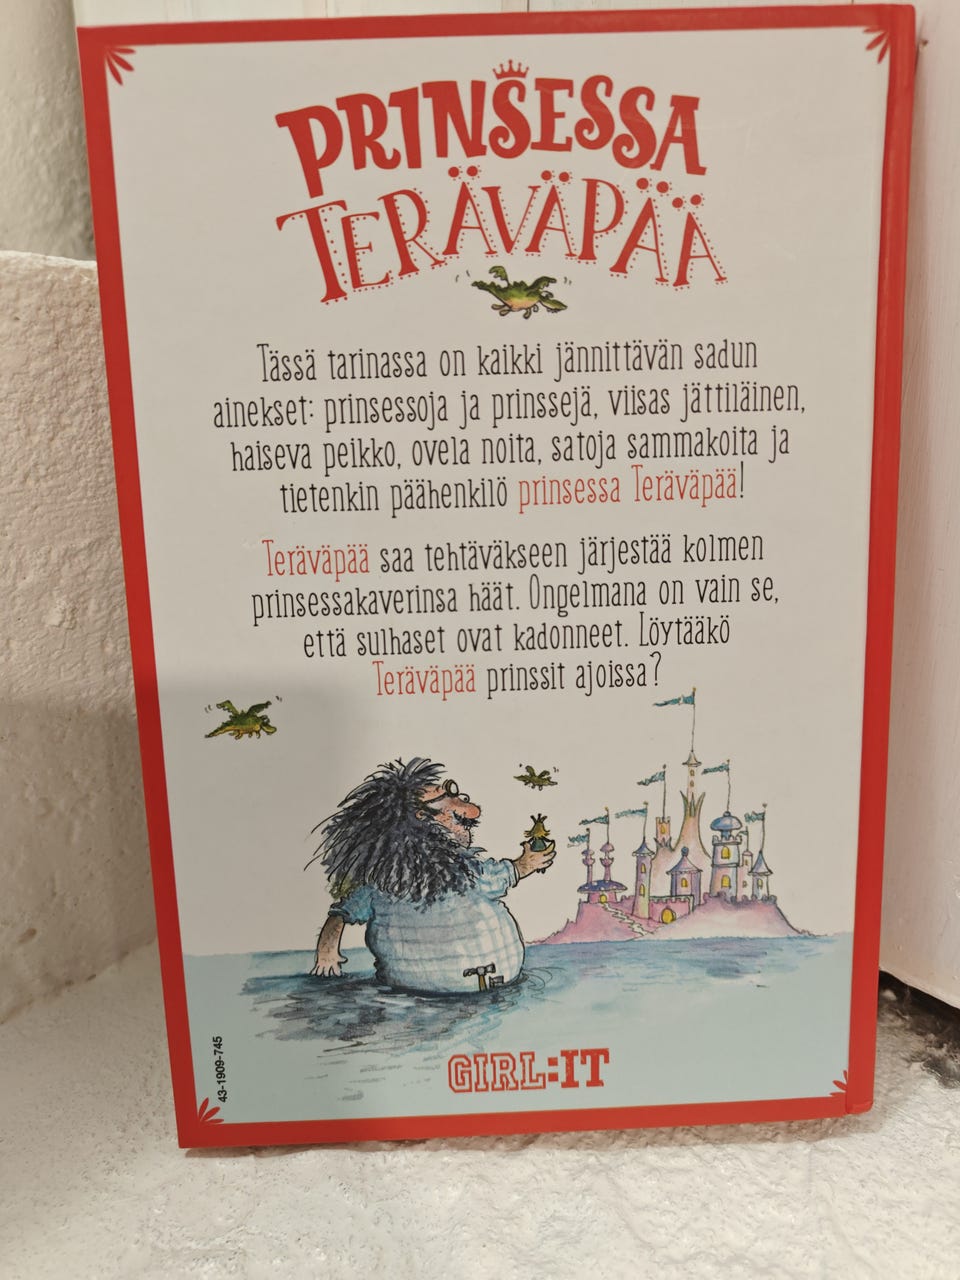 PRINSESSA
TERÄVÄPÄÄ
Tässä tarinassa on kaikki jännittävän sadun
ainekset: prinsessoja ja prinssejä, viisas jättiläinen,
haiseva peikko, ovela noita, satoja sammakoita ja
tietenkin päähenkilö prinsessa Teräväpää!
Teräväpää saa tehtäväkseen järjestää kolmen
prinsessakaverinsa häät. Ongelmana on vain se,
että sulhaset ovat kadonneet. Löytääkö
Teräväpää prinssit ajoissa?
43-1909-745
GIRL:IT